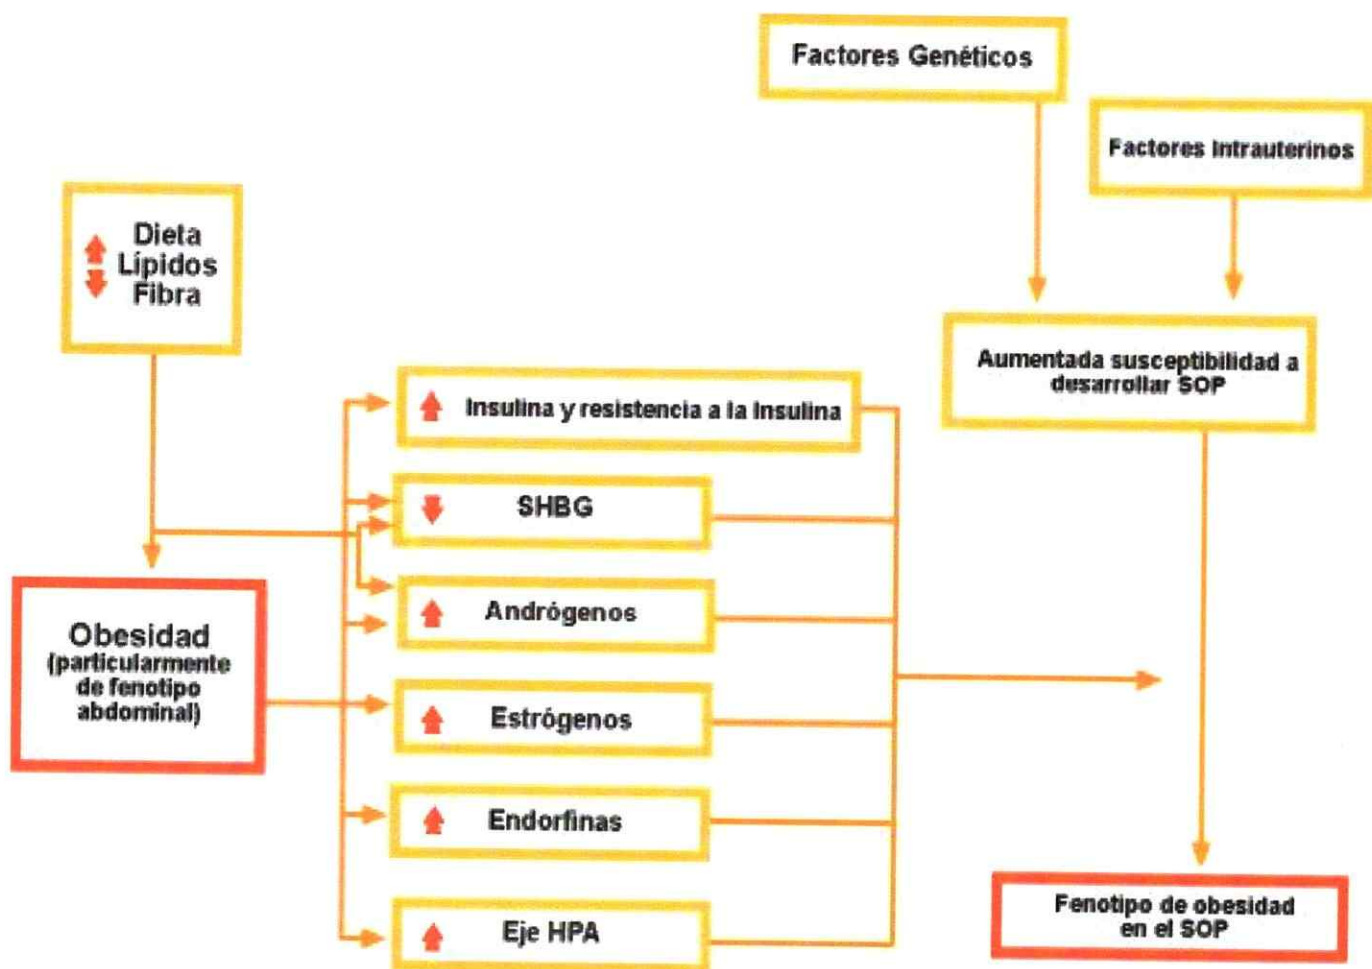 Factores Genéticos
Factores Intrauterinos
Dieta
Lípidos
Fibra
Aumentada susceptibilidad a
desarrollar SOP
Insulina y resistencia a la Insulina
SHBG
Andrógenos
Obesidad
(particularmente
de fenotipo
abdominal)
Estrógenos
Endorfinas
Eje HPA
Fenotipo de obesidad
en el SOP